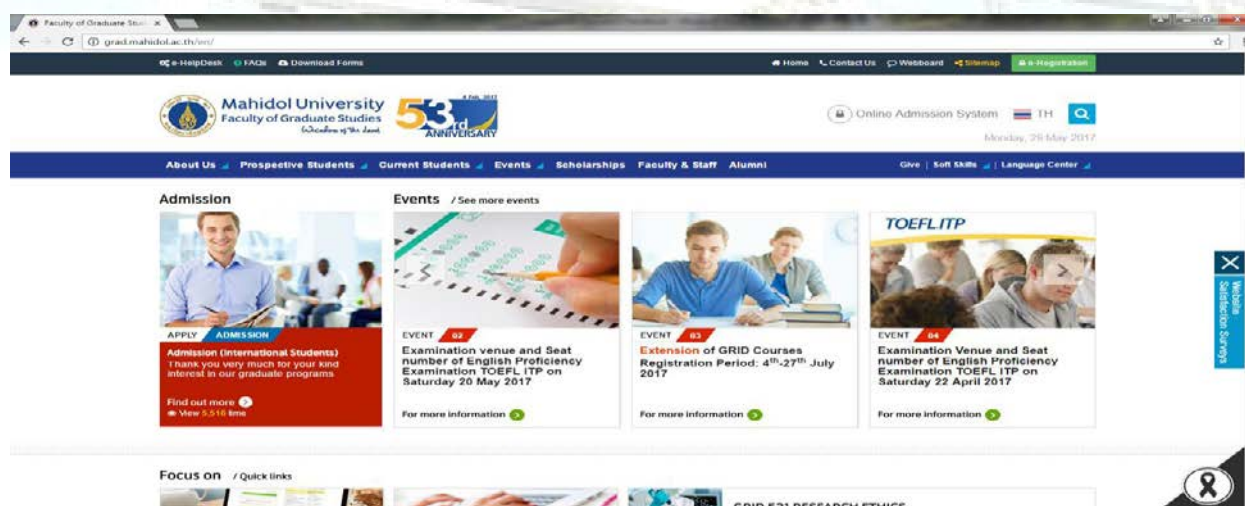 Faculty of Graduate Stu
grad.mahidol.ac.th/en/
e-HelpDesk FAQs Download Forms
Home Contact Us Webboard Sitemap e-Registration
Mahidol University
Faculty of Graduate Studies
Wisdom of the Land
53rd
ANNIVERSARY
Online Admission System TH
About Us Prospective Students Current Students Events Scholarships Faculty & Staff Alumni
Give | Soft Skills | Language Center
Admission
Events / See more events
APPLY ADMISSION
Admission (International Students)
Thank you very much for your kind
interest in our graduate programs
Find out more
View 5,516 time
EVENT 02
Examination venue and Seat
number of English Proficiency
Examination TOEFL ITP on
Saturday 20 May 2017
For more information
EVENT 03
Extension of GRID Courses
Registration Period: 4th-27th July
2017
For more information
TOEFL ITP
EVENT 04
Examination Venue and Seat
number of English Proficiency
Examination TOEFL ITP on
Saturday 22 April 2017
For more information
Website
Satisfaction Surveys
Focus on / Quick links
GRID 521 RESEARCH ETHICS